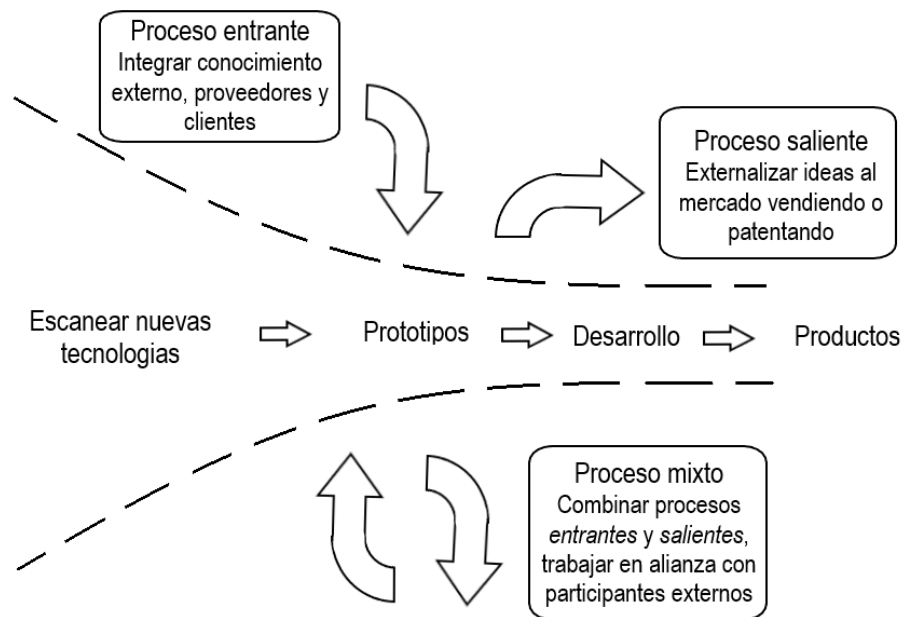 Proceso entrante
Integrar conocimiento
externo, proveedores y
clientes
Proceso saliente
Externalizar ideas al
mercado vendiendo o
patentando
Escanear nuevas
tecnologias
Prototipos
Desarrollo
Productos
Proceso mixto
Combinar procesos
entrantes y salientes,
trabajar en alianza con
participantes externos